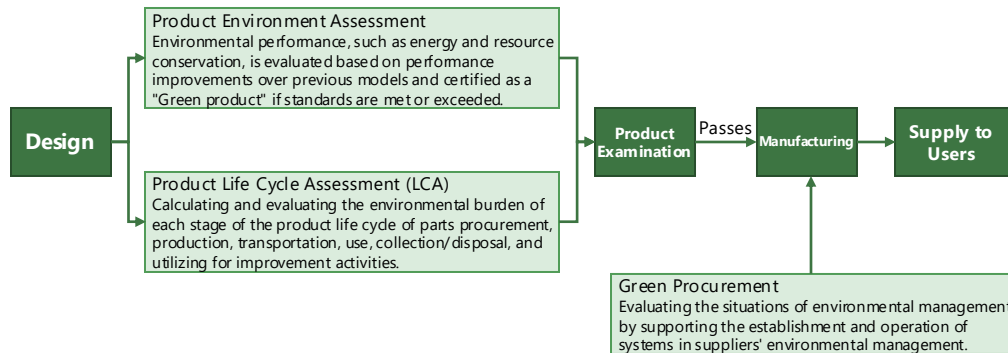 Product Environment Assessment
Environmental performance, such as energy and resource
conservation, is evaluated based on performance
improvements over previous models and certified as a
"Green product" if standards are met or exceeded.
Design
Product
Examination
Passes
Manufacturing
Supply to
Users
Product Life Cycle Assessment (LCA)
Calculating and evaluating the environmental burden of
each stage of the product life cycle of parts procurement,
production, transportation, use, collection/disposal, and
utilizing for improvement activities.
Green Procurement
Evaluating the situations of environmental management
by supporting the establishment and operation of
systems in suppliers' environmental management.